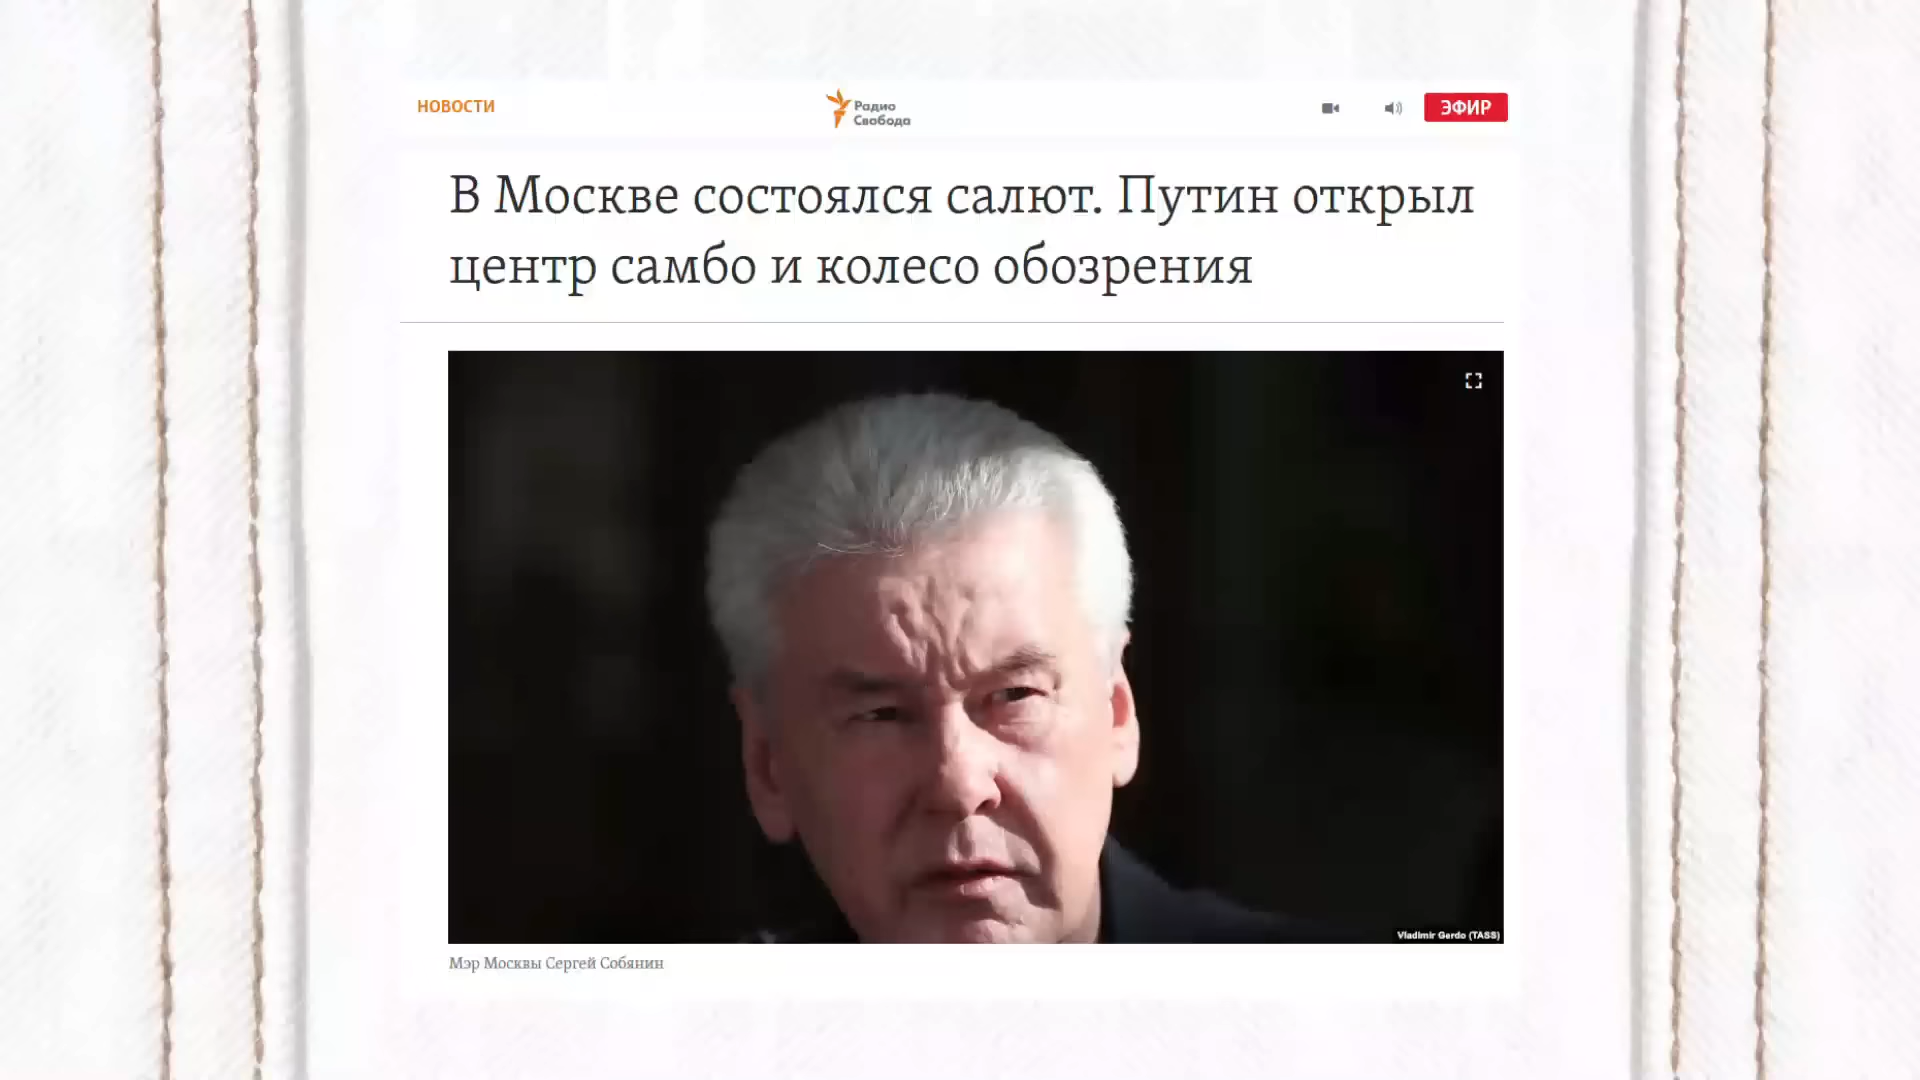 НОВОСТИ
Радио
Свобода
ЭФИР
В Москве состоялся салют. Путин открыл
центр самбо и колесо обозрения
Vladimir Gerdo (TASS)
Мэр Москвы Сергей Собянин